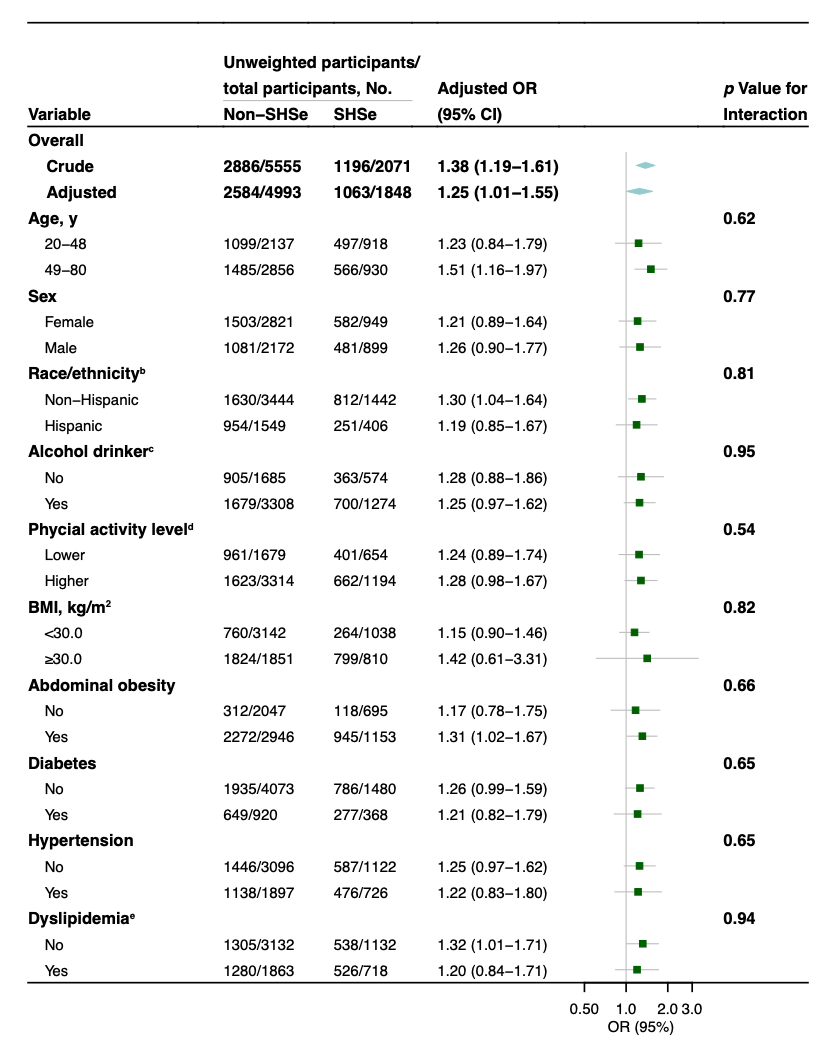 Unweighted participants/
total participants, No. Adjusted OR p Value for
Variable Non–SHSe SHSe (95% CI) Interaction
Overall
Crude 2886/5555 1196/2071 1.38 (1.19–1.61)
Adjusted 2584/4993 1063/1848 1.25 (1.01–1.55)
Age, y 0.62
20–48 1099/2137 497/918 1.23 (0.84–1.79)
49–80 1485/2856 566/930 1.51 (1.16–1.97)
Sex 0.77
Female 1503/2821 582/949 1.21 (0.89–1.64)
Male 1081/2172 481/899 1.26 (0.90–1.77)
Race/ethnicityᵇ 0.81
Non–Hispanic 1630/3444 812/1442 1.30 (1.04–1.64)
Hispanic 954/1549 251/406 1.19 (0.85–1.67)
Alcohol drinkerᶜ 0.95
No 905/1685 363/574 1.28 (0.88–1.86)
Yes 1679/3308 700/1274 1.25 (0.97–1.62)
Phycial activity levelᵈ 0.54
Lower 961/1679 401/654 1.24 (0.89–1.74)
Higher 1623/3314 662/1194 1.28 (0.98–1.67)
BMI, kg/m² 0.82
<30.0 760/3142 264/1038 1.15 (0.90–1.46)
≥30.0 1824/1851 799/810 1.42 (0.61–3.31)
Abdominal obesity 0.66
No 312/2047 118/695 1.17 (0.78–1.75)
Yes 2272/2946 945/1153 1.31 (1.02–1.67)
Diabetes 0.65
No 1935/4073 786/1480 1.26 (0.99–1.59)
Yes 649/920 277/368 1.21 (0.82–1.79)
Hypertension 0.65
No 1446/3096 587/1122 1.25 (0.97–1.62)
Yes 1138/1897 476/726 1.22 (0.83–1.80)
Dyslipidemiaᵉ 0.94
No 1305/3132 538/1132 1.32 (1.01–1.71)
Yes 1280/1863 526/718 1.20 (0.84–1.71)
0.50 1.0 2.0 3.0
OR (95%)